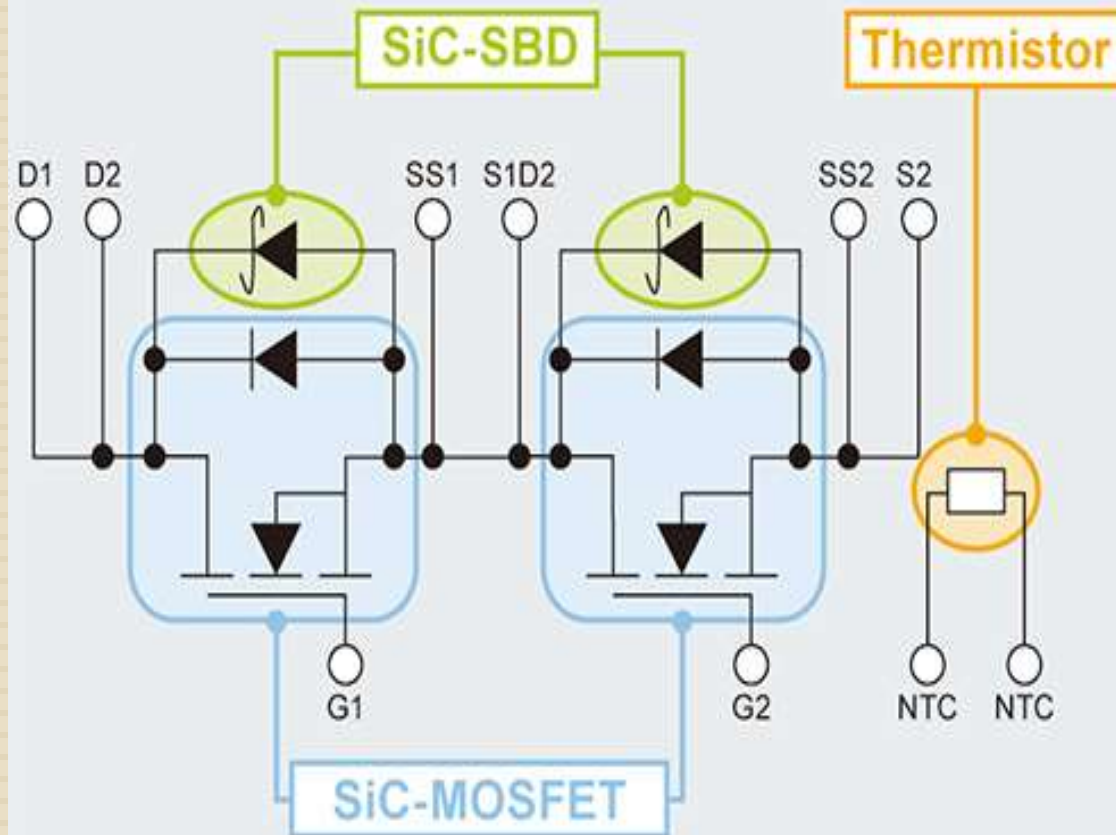 SiC-SBD
Thermistor
D1 D2 SS1 S1D2 SS2 S2
G1 G2 NTC NTC
SiC-MOSFET